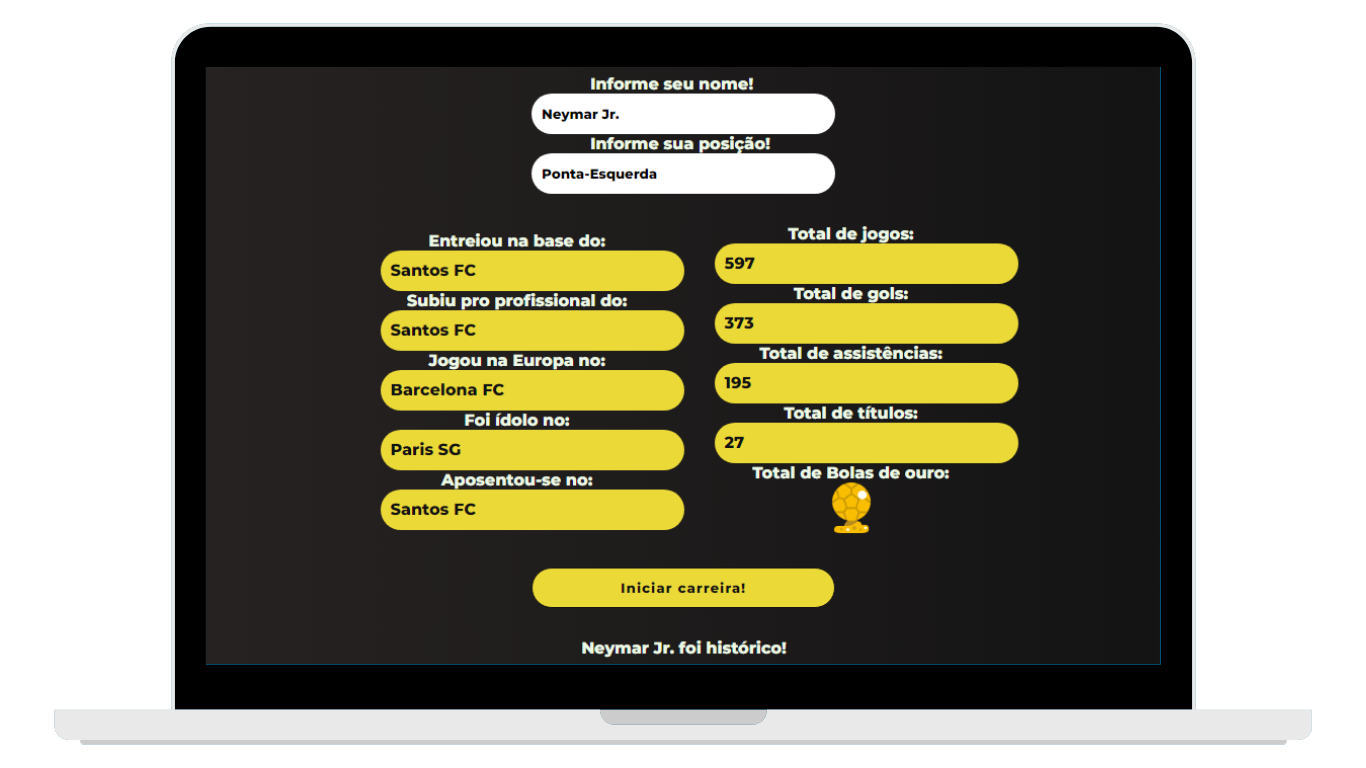 Informe seu nome!
Neymar Jr.
Informe sua posição!
Ponta-Esquerda
Entreiou na base do:
Santos FC
Subiu pro profissional do:
Santos FC
Jogou na Europa no:
Barcelona FC
Foi ídolo no:
Paris SG
Aposentou-se no:
Santos FC
Total de jogos:
597
Total de gols:
373
Total de assistências:
195
Total de títulos:
27
Total de Bolas de ouro:
Iniciar carreira!
Neymar Jr. foi histórico!